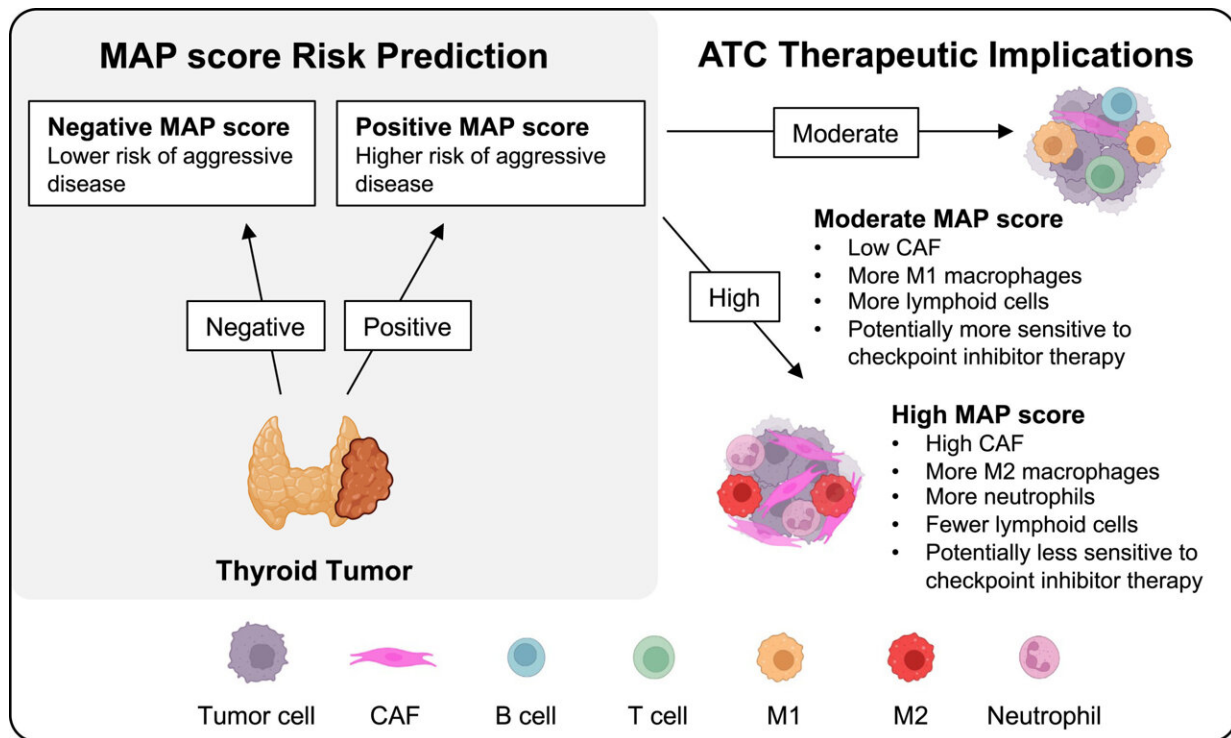 MAP score Risk Prediction
Negative MAP score
Lower risk of aggressive
disease
Positive MAP score
Higher risk of aggressive
disease
Negative
Positive
Thyroid Tumor
ATC Therapeutic Implications
Moderate
Moderate MAP score
• Low CAF
• More M1 macrophages
• More lymphoid cells
• Potentially more sensitive to
checkpoint inhibitor therapy
High
High MAP score
• High CAF
• More M2 macrophages
• More neutrophils
• Fewer lymphoid cells
• Potentially less sensitive to
checkpoint inhibitor therapy
Tumor cell
CAF
B cell
T cell
M1
M2
Neutrophil